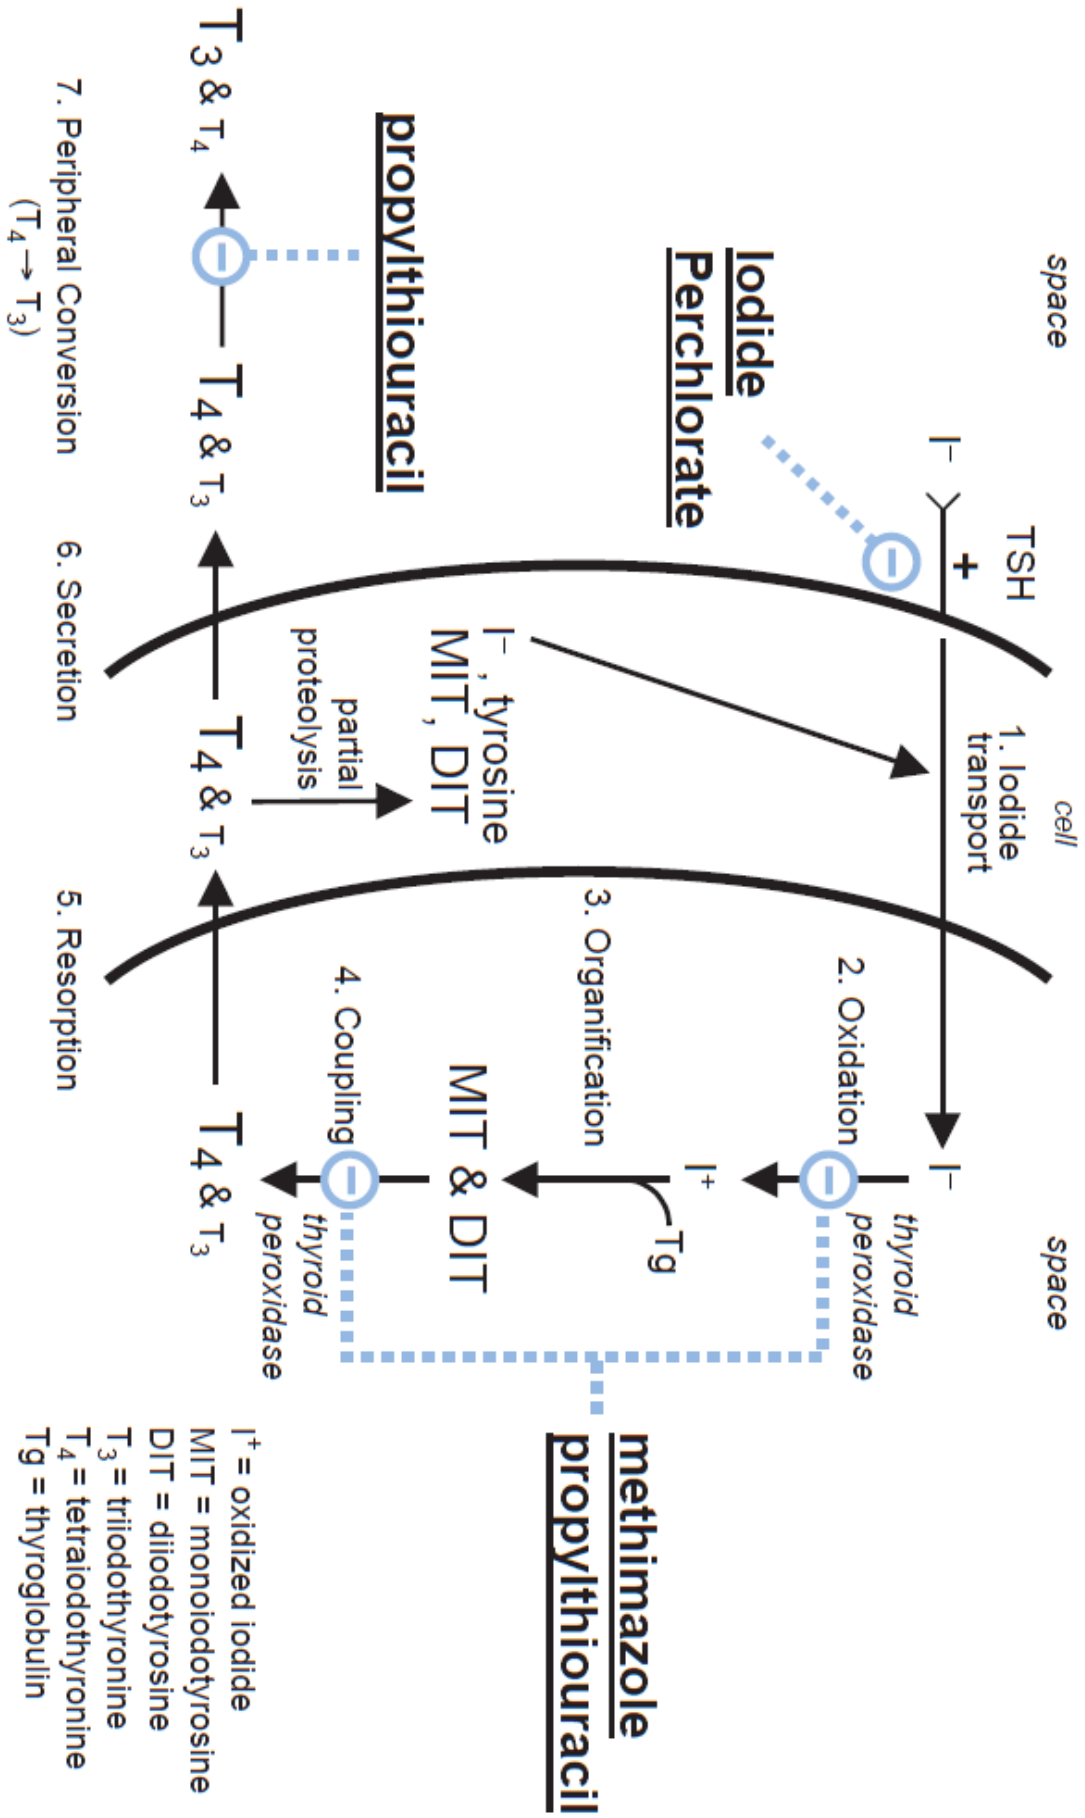 space
cell
space
TSH
+
I⁻
1. Iodide
transport
I⁻
Iodide
Perchlorate
−
2. Oxidation
−
thyroid
peroxidase
I⁺
Tg
3. Organification
I⁻, tyrosine
MIT, DIT
MIT & DIT
methimazole
propylthiouracil
partial
proteolysis
4. Coupling
−
thyroid
peroxidase
propylthiouracil
T₃ & T₄
−
T₄ & T₃
T₄ & T₃
T₄ & T₃
7. Peripheral Conversion
(T₄ → T₃)
6. Secretion
5. Resorption
I⁺ = oxidized iodide
MIT = monoiodotyrosine
DIT = diiodotyrosine
T₃ = triiodothyronine
T₄ = tetraiodothyronine
Tg = thyroglobulin